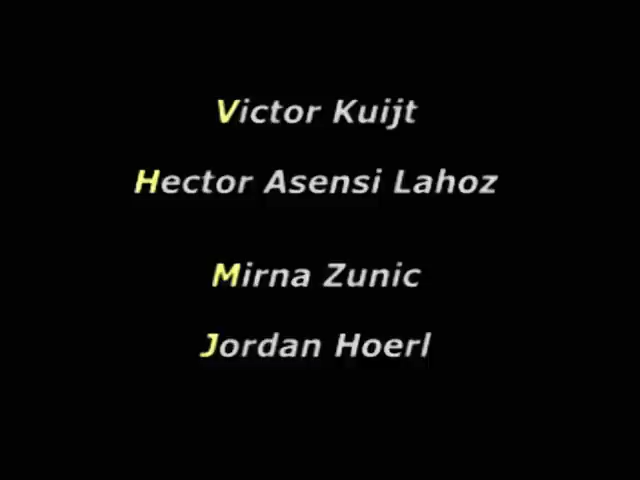 Victor Kuijt
Hector Asensi Lahoz
Mirna Zunic
Jordan Hoerl